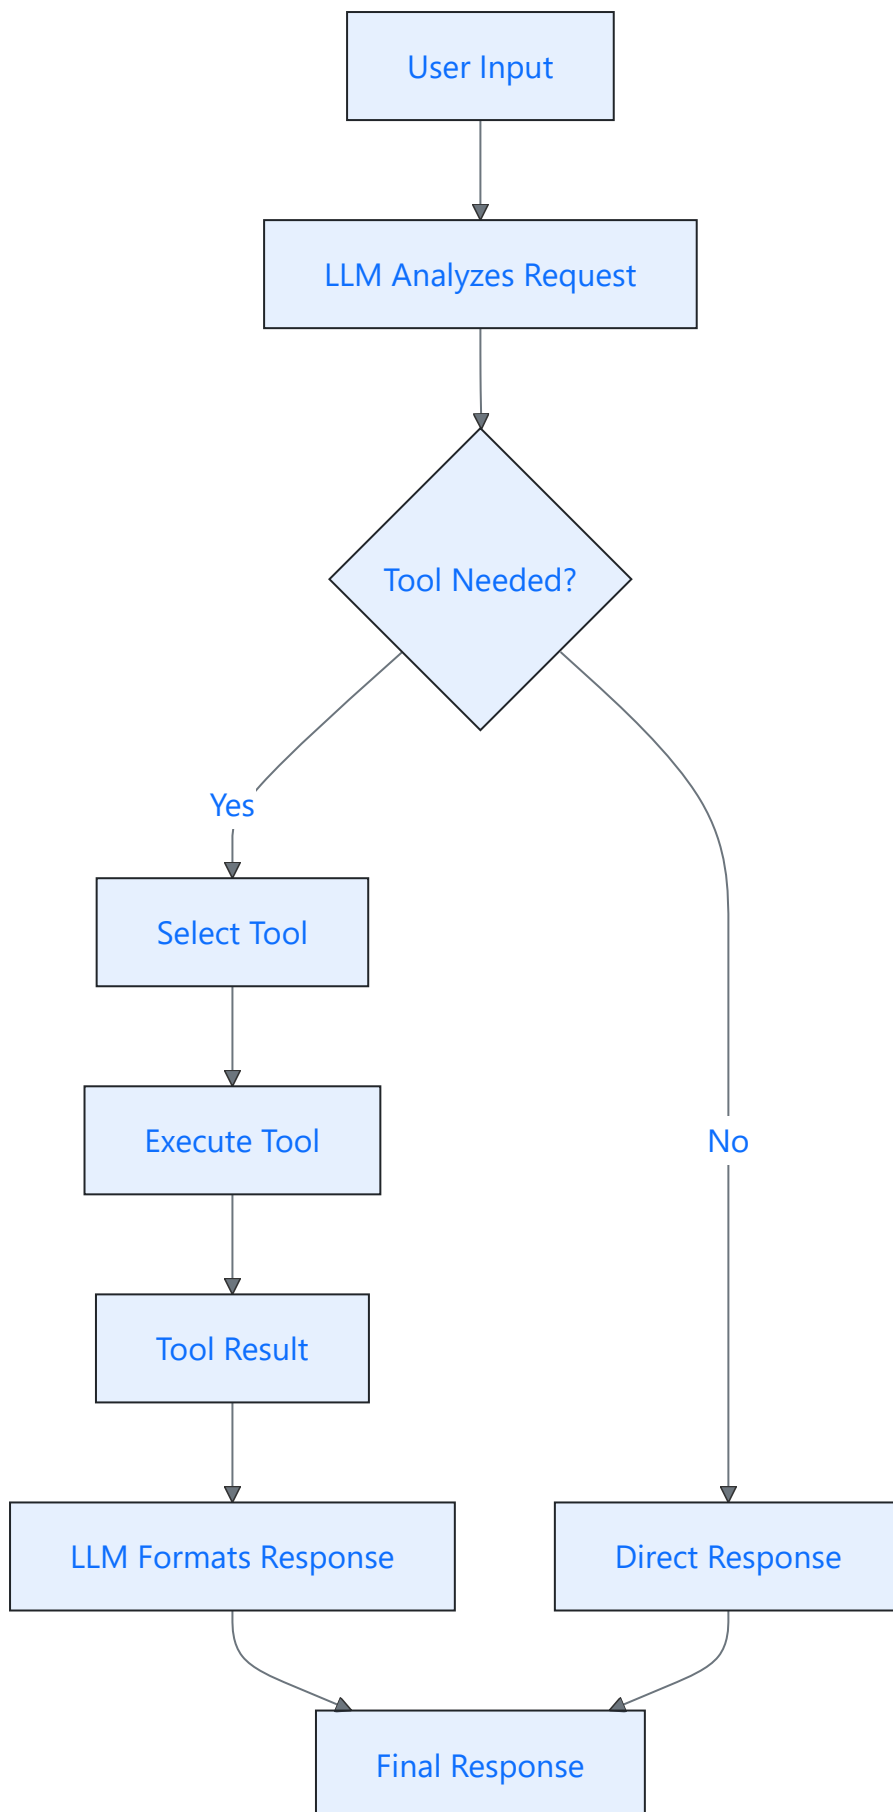 User Input
LLM Analyzes Request
Tool Needed?
Yes
Select Tool
Execute Tool
No
Tool Result
LLM Formats Response
Direct Response
Final Response